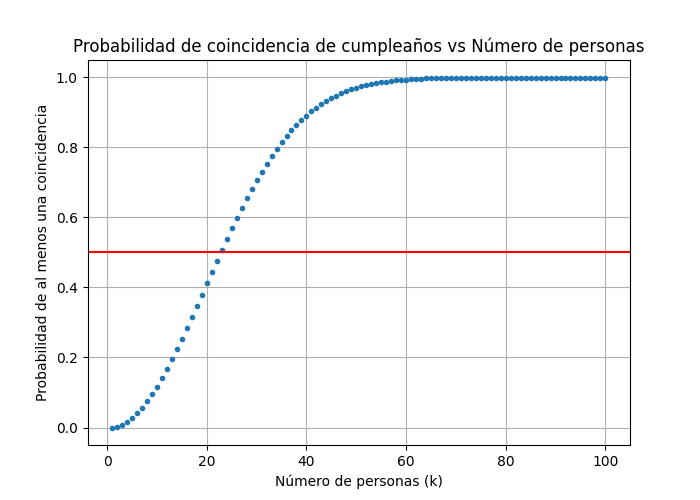 Probabilidad de coincidencia de cumpleaños vs Número de personas
Probabilidad de al menos una coincidencia
1.0
0.8
0.6
0.4
0.2
0.0
0 20 40 60 80 100
Número de personas (k)